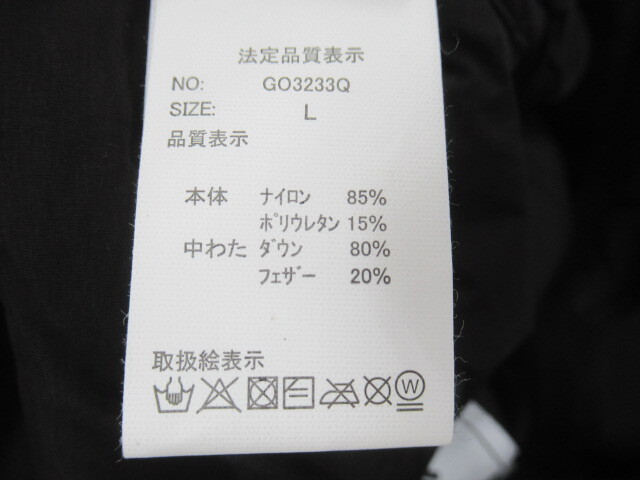 法定品質表示
NO: GO3233Q
SIZE: L
品質表示
本体 ナイロン 85%
ポリウレタン 15%
中わた ダウン 80%
フェザー 20%
取扱絵表示
W